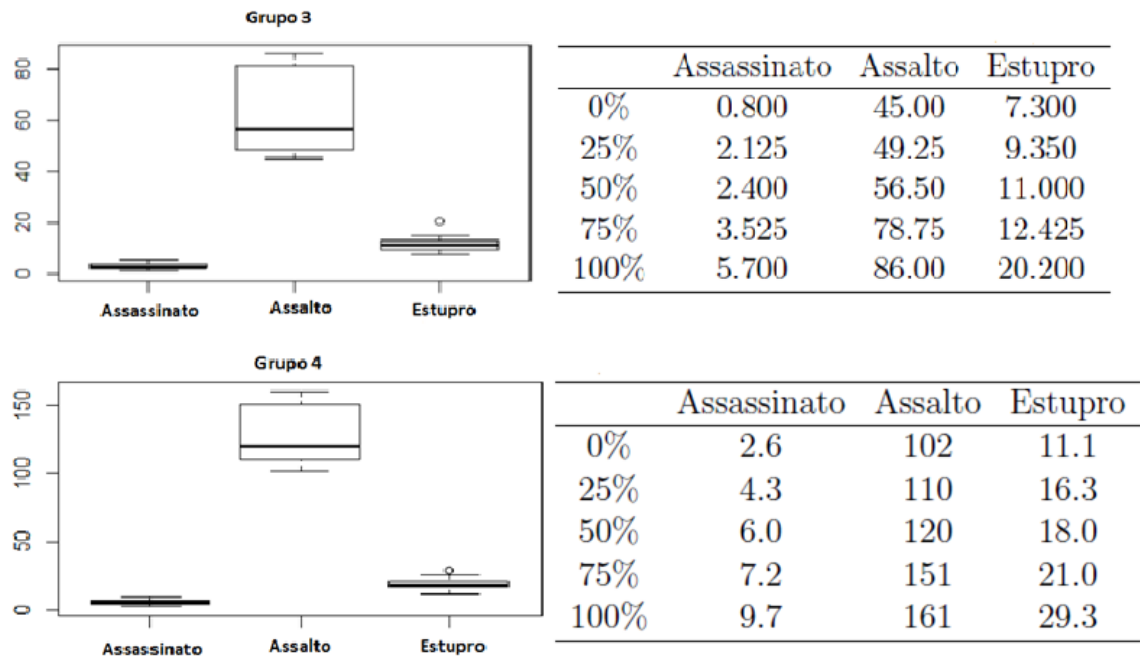 Grupo 3
80
60
40
20
0
Assassinato Assalto Estupro
Assassinato Assalto Estupro
0% 0.800 45.00 7.300
25% 2.125 49.25 9.350
50% 2.400 56.50 11.000
75% 3.525 78.75 12.425
100% 5.700 86.00 20.200
Grupo 4
150
100
50
0
Assassinato Assalto Estupro
Assassinato Assalto Estupro
0% 2.6 102 11.1
25% 4.3 110 16.3
50% 6.0 120 18.0
75% 7.2 151 21.0
100% 9.7 161 29.3